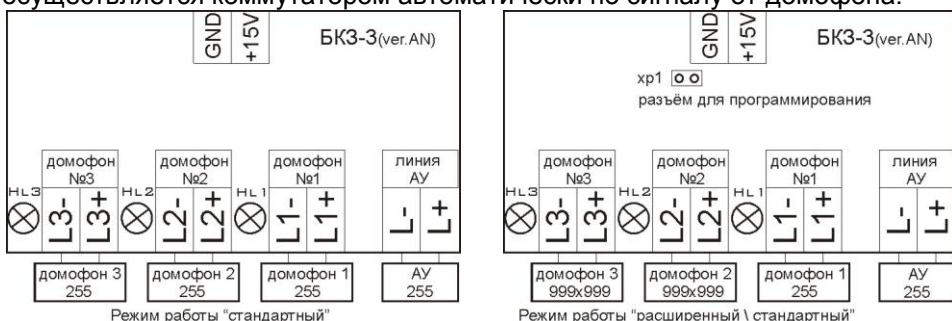 осуществляется коммутатором автоматически по сигналу от домофона.
GND
+15V
БКЗ-3(ver.AN)
домофон
№3
домофон
№2
домофон
№1
линия
АУ
HL3
L3-
L3+
HL2
L2-
L2+
HL1
L1-
L1+
L-
L+
домофон 3
255
домофон 2
255
домофон 1
255
АУ
255
Режим работы "стандартный"
GND
+15V
БКЗ-3(ver.AN)
xp1
разъём для программирования
домофон
№3
домофон
№2
домофон
№1
линия
АУ
HL3
L3-
L3+
HL2
L2-
L2+
HL1
L1-
L1+
L-
L+
домофон 3
999x999
домофон 2
999x999
домофон 1
255
АУ
255
Режим работы "расширенный \ стандартный"